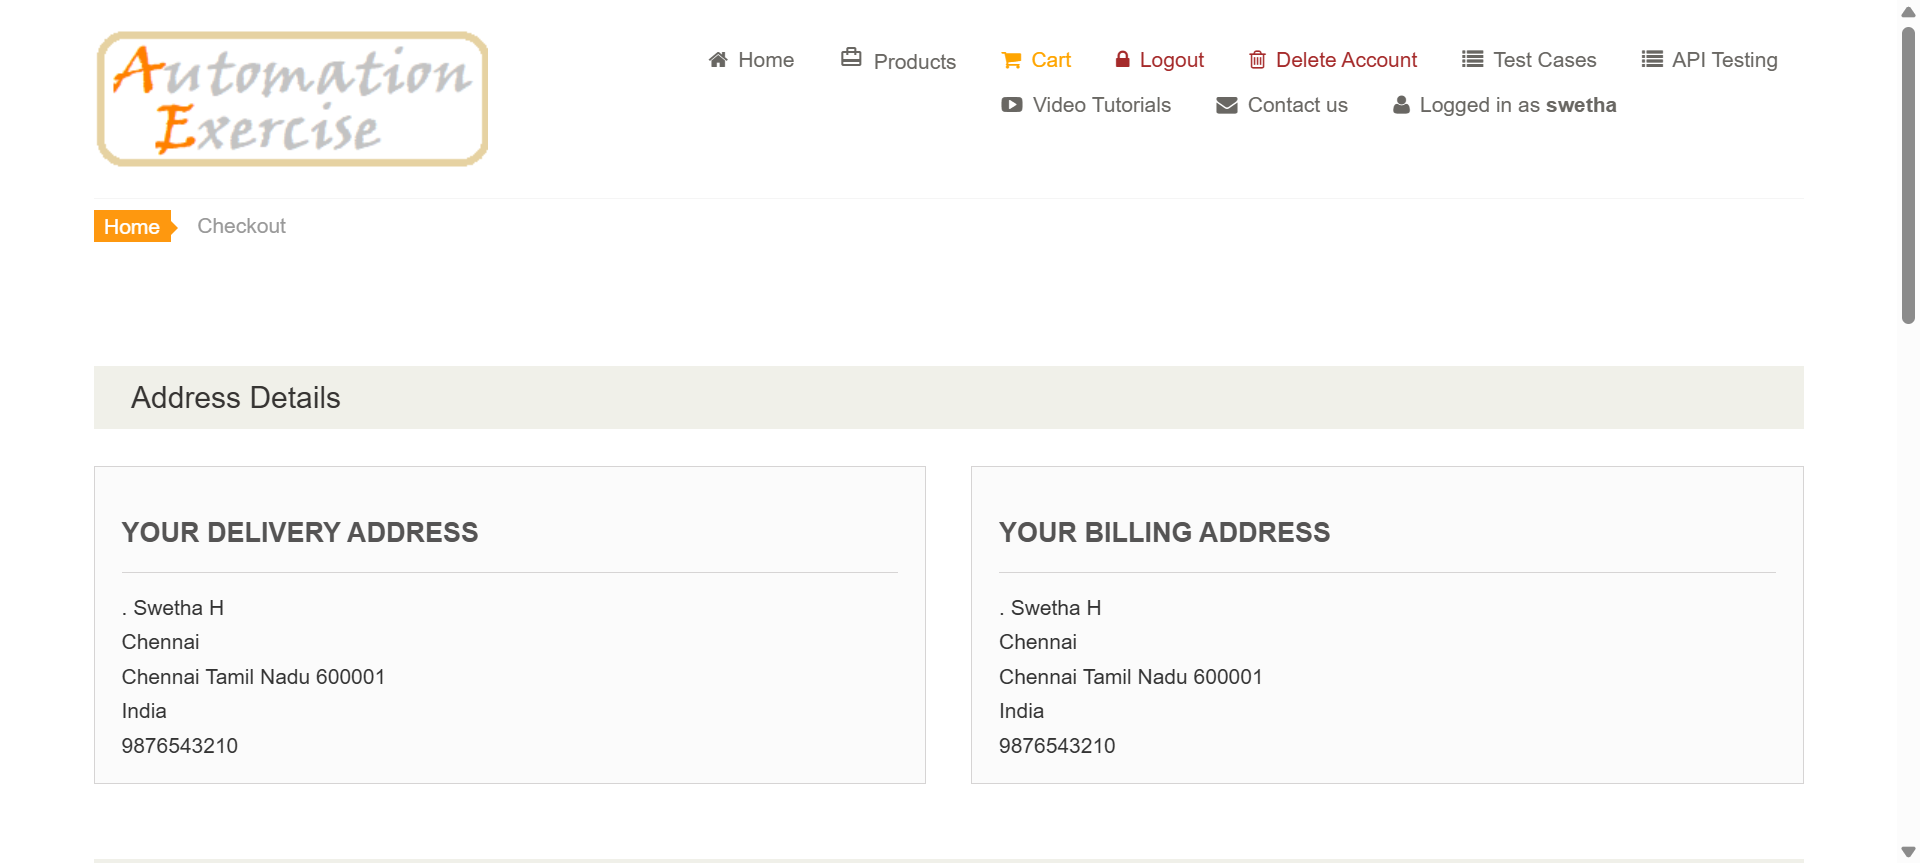 Automation
Exercise
Home Products Cart Logout Delete Account Test Cases API Testing
Video Tutorials Contact us Logged in as swetha
Home Checkout
Address Details
YOUR DELIVERY ADDRESS
. Swetha H
Chennai
Chennai Tamil Nadu 600001
India
9876543210
YOUR BILLING ADDRESS
. Swetha H
Chennai
Chennai Tamil Nadu 600001
India
9876543210